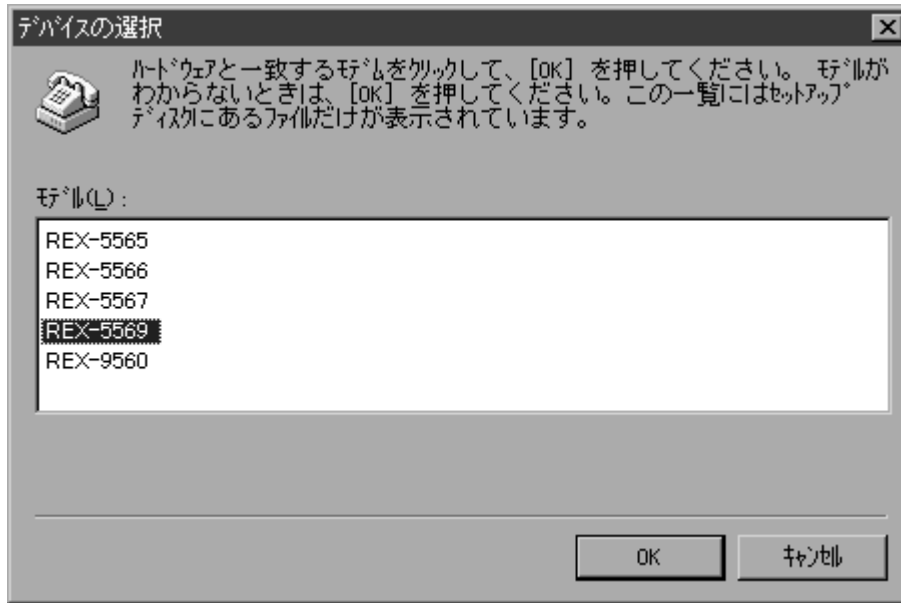 ﾃﾞﾊﾞｲｽの選択
ﾊｰﾄﾞｳｪｱと一致するﾓﾃﾞﾑをｸﾘｯｸして、[OK] を押してください。 ﾓﾃﾞﾙが
わからないときは、[OK] を押してください。この一覧にはｾｯﾄｱｯﾌﾟ
ﾃﾞｨｽｸにあるﾌｧｲﾙだけが表示されています。
ﾓﾃﾞﾙ(L):
REX-5565
REX-5566
REX-5567
REX-5569
REX-9560
OK ｷｬﾝｾﾙ